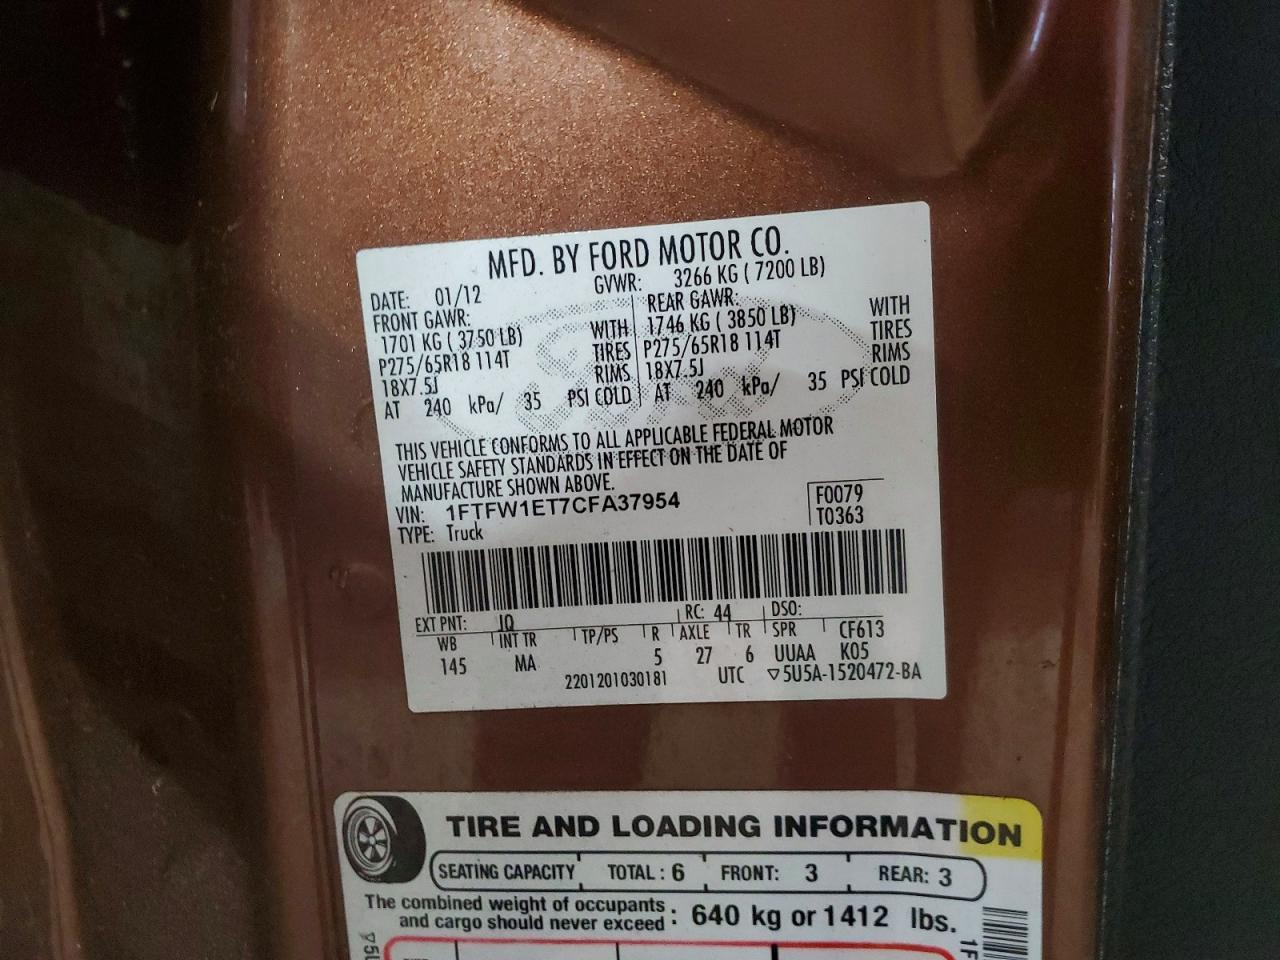 MFD. BY FORD MOTOR CO.
DATE: 01/12 GVWR: 3266 KG ( 7200 LB)
FRONT GAWR: REAR GAWR:
1701 KG ( 3750 LB) WITH 1746 KG ( 3850 LB) WITH
P275/65R18 114T TIRES P275/65R18 114T TIRES
18X7.5J RIMS 18X7.5J RIMS
AT 240 kPa/ 35 PSI COLD AT 240 kPa/ 35 PSI COLD
THIS VEHICLE CONFORMS TO ALL APPLICABLE FEDERAL MOTOR
VEHICLE SAFETY STANDARDS IN EFFECT ON THE DATE OF
MANUFACTURE SHOWN ABOVE.
VIN: 1FTFW1ET7CFA37954 F0079
TYPE: Truck T0363
EXT PNT: JQ RC: 44 DSO:
WB INT TR TP/PS R AXLE TR SPR CF613
145 MA 5 27 6 UUAA K05
2201201030181 UTC ▽5U5A-1520472-BA
TIRE AND LOADING INFORMATION
SEATING CAPACITY TOTAL : 6 FRONT: 3 REAR: 3
The combined weight of occupants
and cargo should never exceed : 640 kg or 1412 lbs.